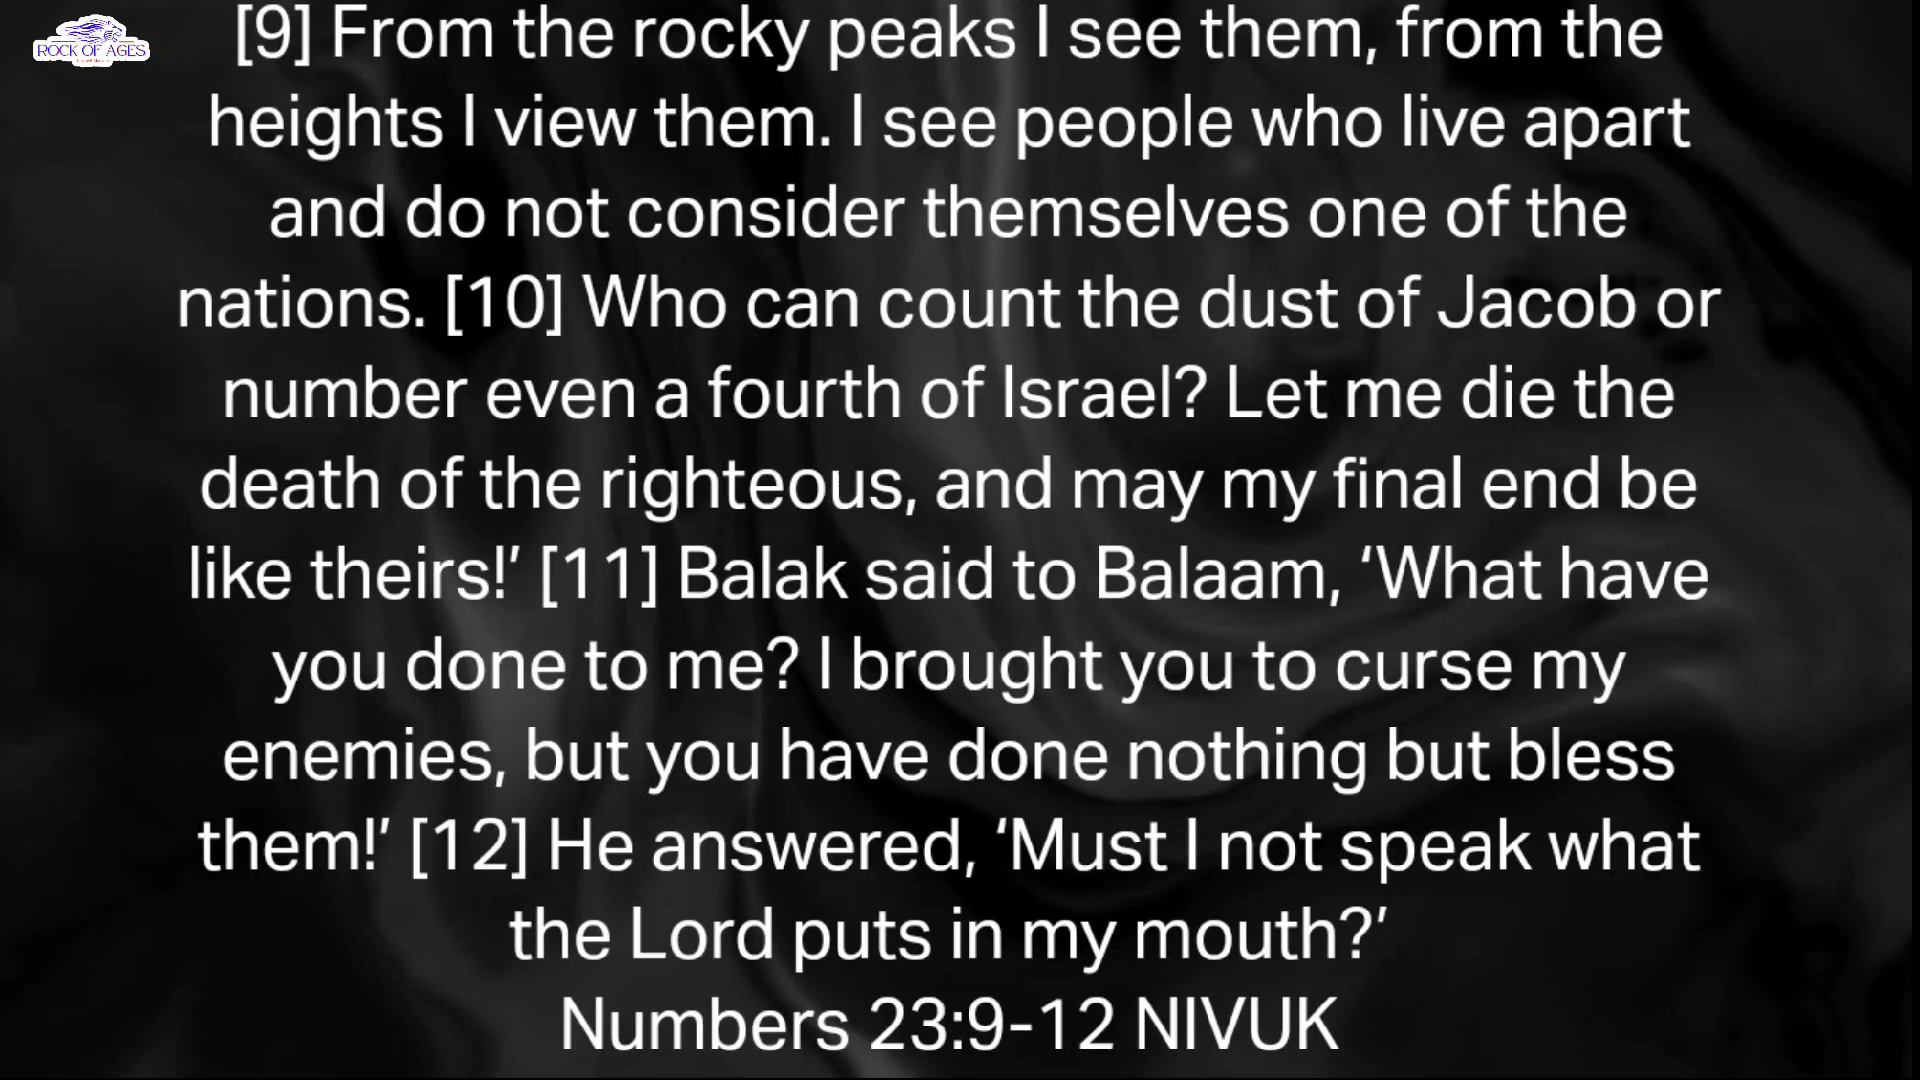 ROCK OF AGES
[9] From the rocky peaks I see them, from the
heights I view them. I see people who live apart
and do not consider themselves one of the
nations. [10] Who can count the dust of Jacob or
number even a fourth of Israel? Let me die the
death of the righteous, and may my final end be
like theirs!’ [11] Balak said to Balaam, ‘What have
you done to me? I brought you to curse my
enemies, but you have done nothing but bless
them!’ [12] He answered, ‘Must I not speak what
the Lord puts in my mouth?’
Numbers 23:9-12 NIVUK